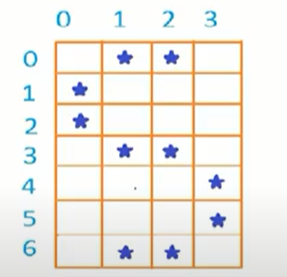 0 1 2 3
0 ★ ★
1 ★
2 ★
3 ★ ★
4 ★
5 ★
6 ★ ★